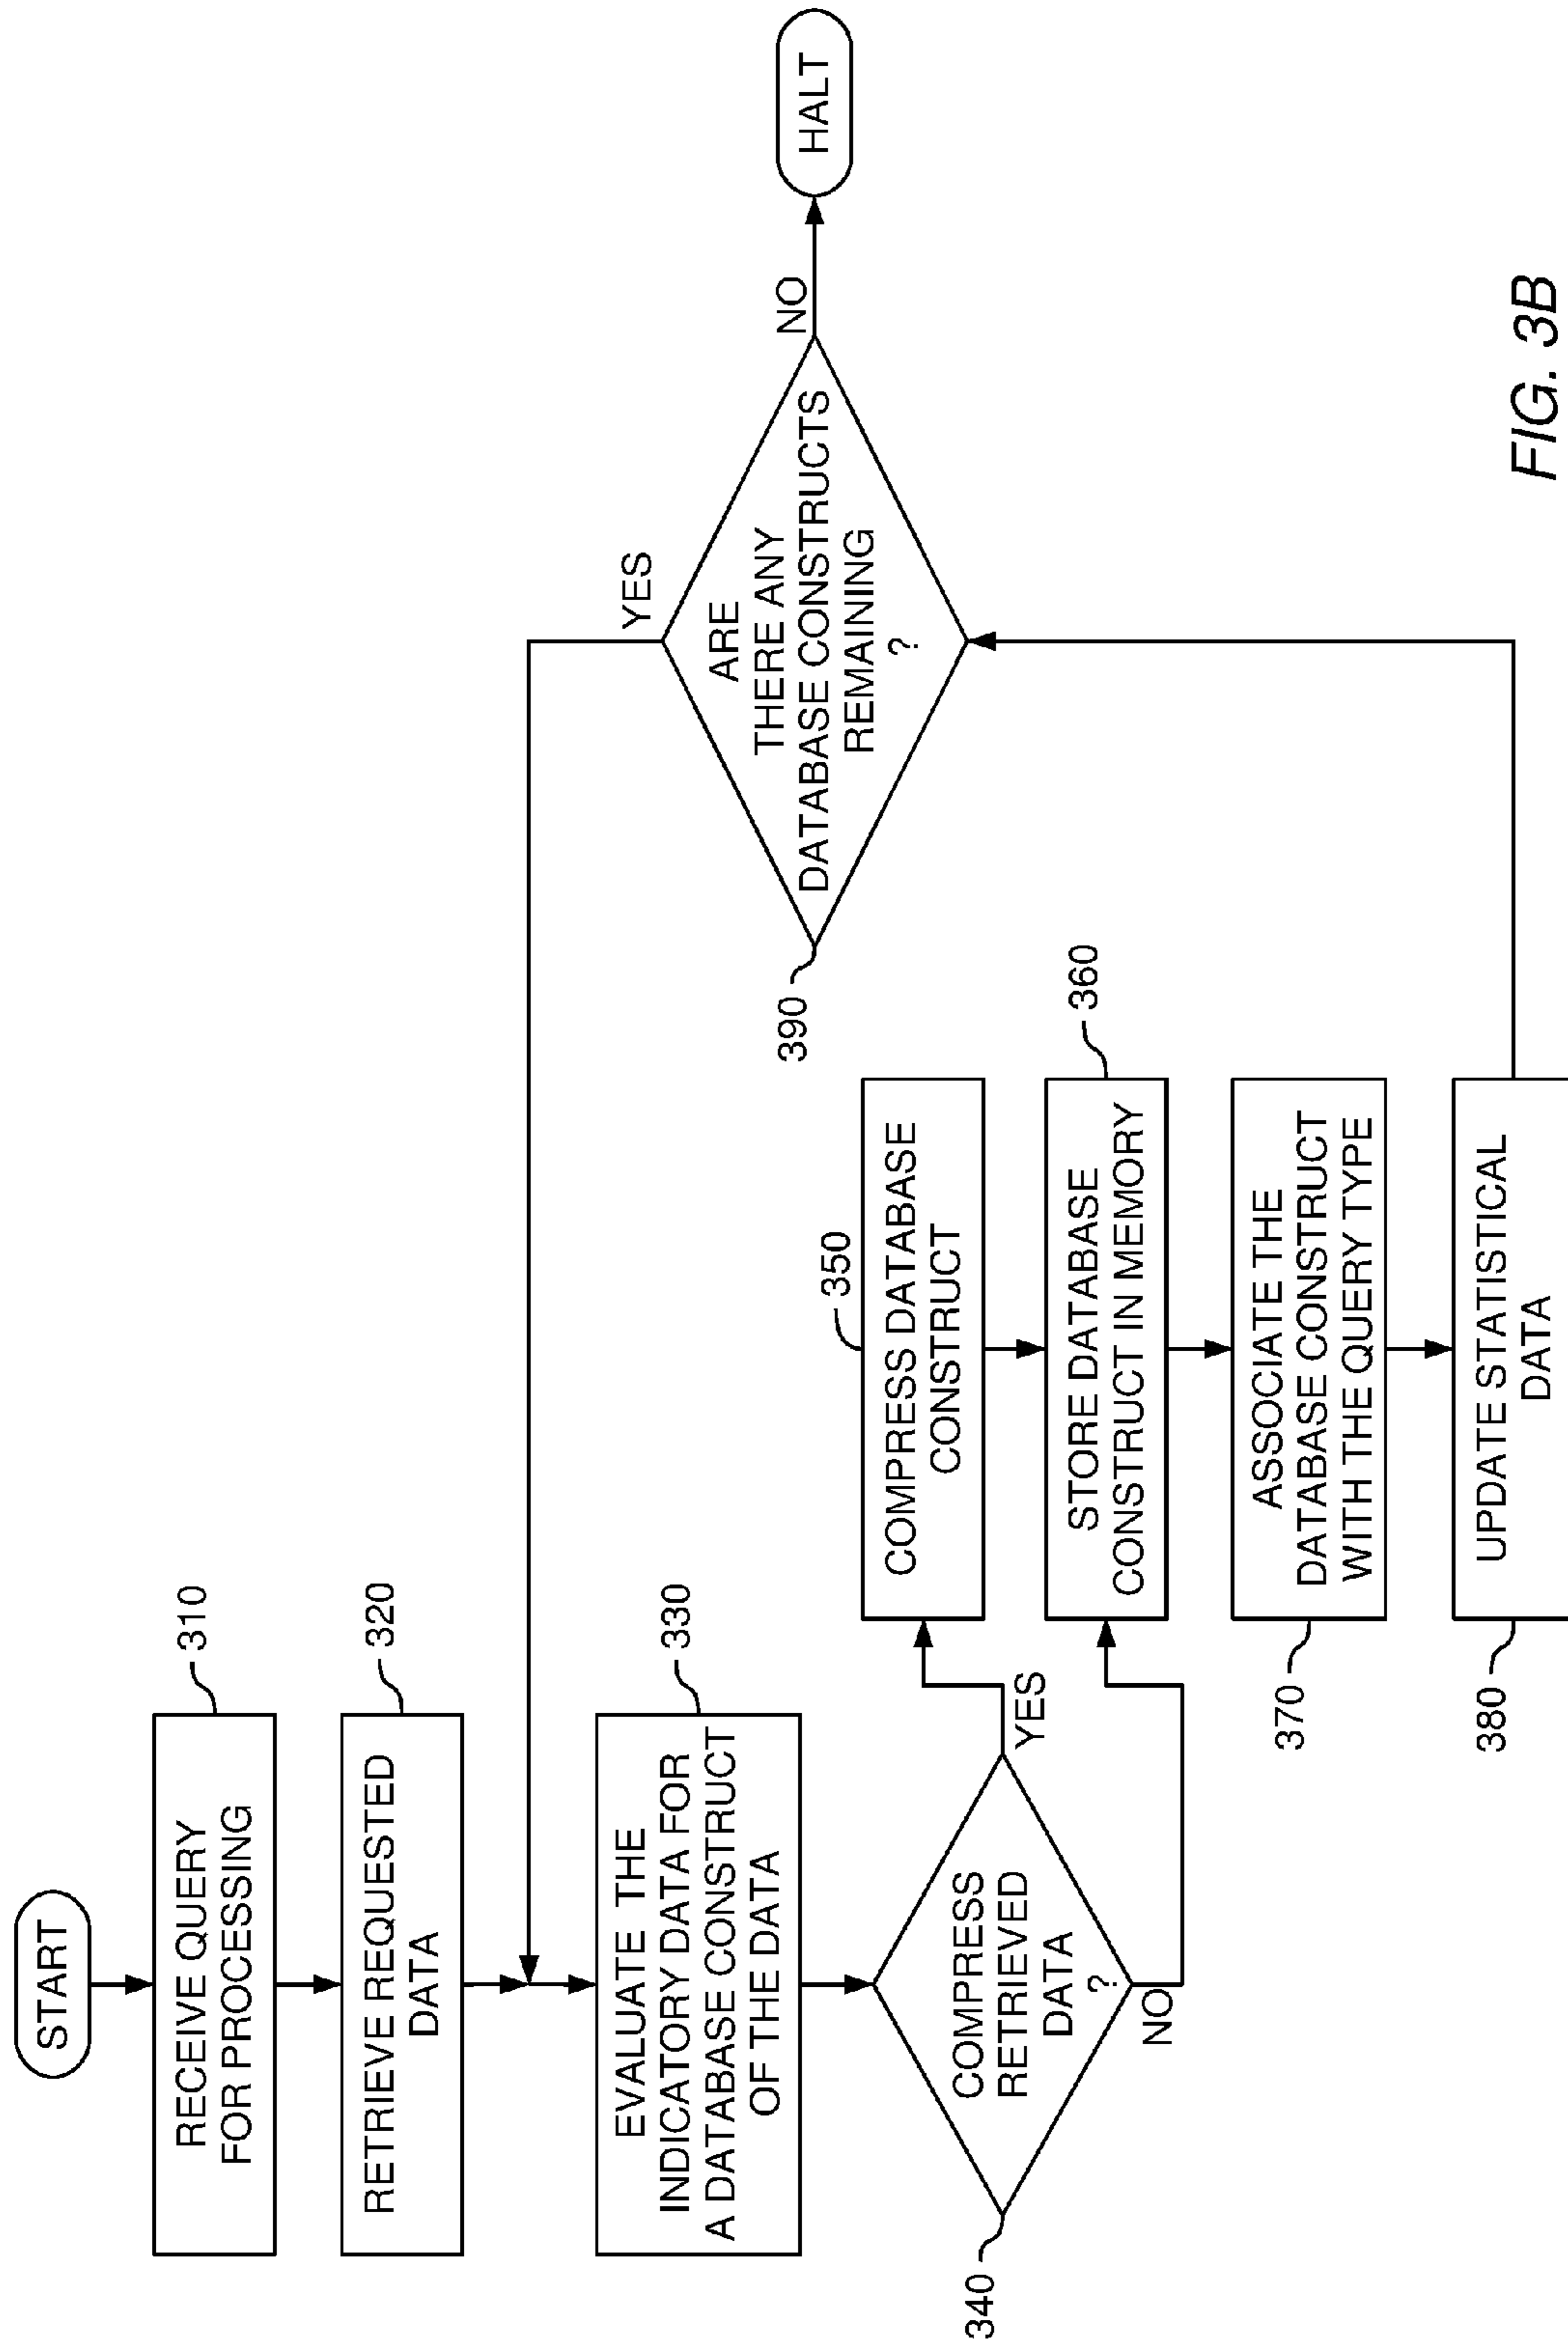 START
RECEIVE QUERY
FOR PROCESSING
310
RETRIEVE REQUESTED
DATA
320
EVALUATE THE
INDICATORY DATA FOR
A DATABASE CONSTRUCT
OF THE DATA
330
COMPRESS
RETRIEVED
DATA
?
340
YES
NO
350
COMPRESS DATABASE
CONSTRUCT
STORE DATABASE
CONSTRUCT IN MEMORY
360
ASSOCIATE THE
DATABASE CONSTRUCT
WITH THE QUERY TYPE
370
UPDATE STATISTICAL
DATA
380
ARE
THERE ANY
DATABASE CONSTRUCTS
REMAINING
?
390
YES
NO
HALT
FIG. 3B